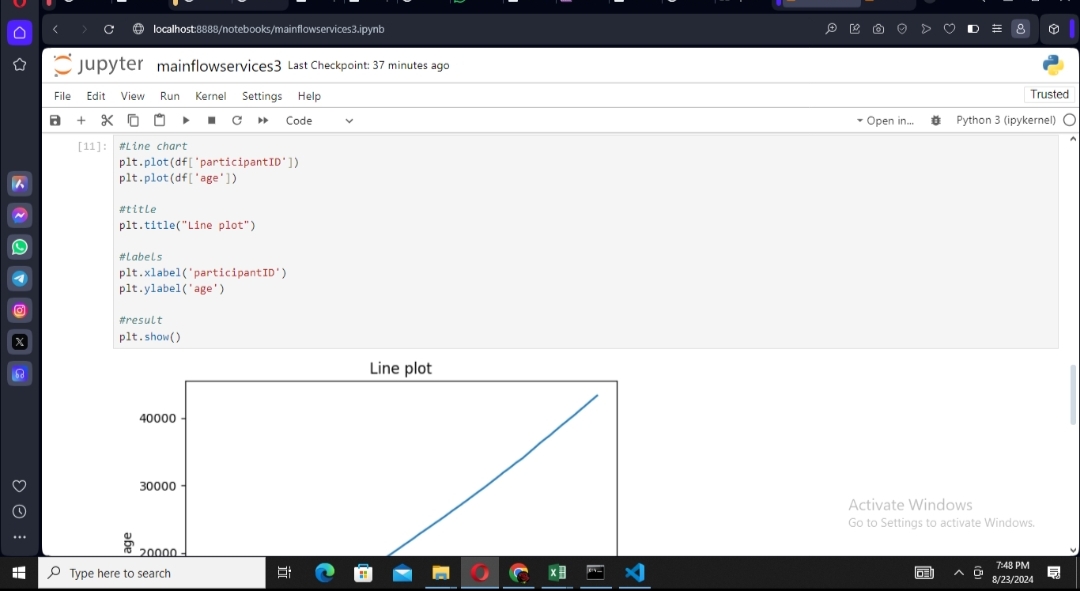 localhost:8888/notebooks/mainflowservices3.ipynb
jupyter mainflowservices3 Last Checkpoint: 37 minutes ago
File Edit View Run Kernel Settings Help
Trusted
Code
Open in...
Python 3 (ipykernel)
[11]:
#Line chart
plt.plot(df['participantID'])
plt.plot(df['age'])
#title
plt.title("Line plot")
#labels
plt.xlabel('participantID')
plt.ylabel('age')
#result
plt.show()
Line plot
40000
30000
20000
age
Activate Windows
Go to Settings to activate Windows.
Type here to search
7:48 PM
8/23/2024